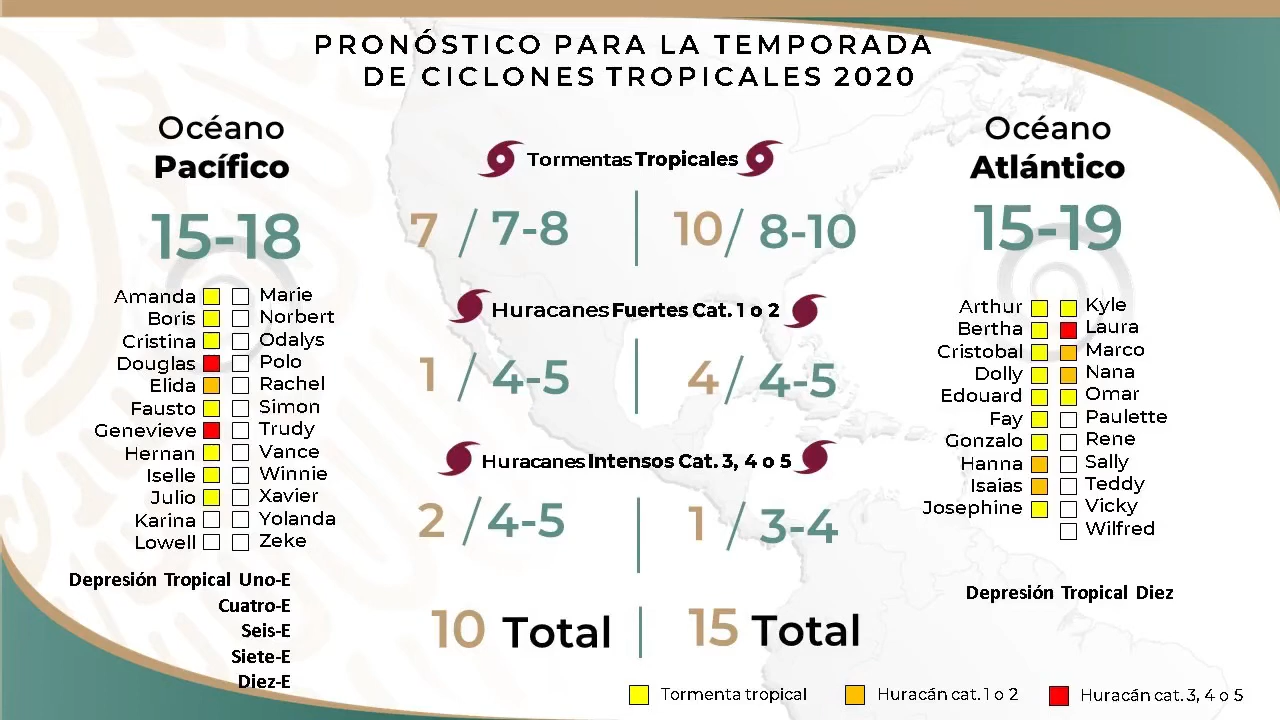 PRONÓSTICO PARA LA TEMPORADA
DE CICLONES TROPICALES 2020
Océano
Pacífico
15-18
Amanda
Boris
Cristina
Douglas
Elida
Fausto
Genevieve
Hernan
Iselle
Julio
Karina
Lowell
Marie
Norbert
Odalys
Polo
Rachel
Simon
Trudy
Vance
Winnie
Xavier
Yolanda
Zeke
Depresión Tropical Uno-E
Cuatro-E
Seis-E
Siete-E
Diez-E
Tormentas Tropicales
7 / 7-8 10 / 8-10
Huracanes Fuertes Cat. 1 o 2
1 / 4-5 4 / 4-5
Huracanes Intensos Cat. 3, 4 o 5
2 / 4-5 1 / 3-4
10 Total 15 Total
Océano
Atlántico
15-19
Arthur
Bertha
Cristobal
Dolly
Edouard
Fay
Gonzalo
Hanna
Isaias
Josephine
Kyle
Laura
Marco
Nana
Omar
Paulette
Rene
Sally
Teddy
Vicky
Wilfred
Depresión Tropical Diez
Tormenta tropical Huracán cat. 1 o 2 Huracán cat. 3, 4 o 5